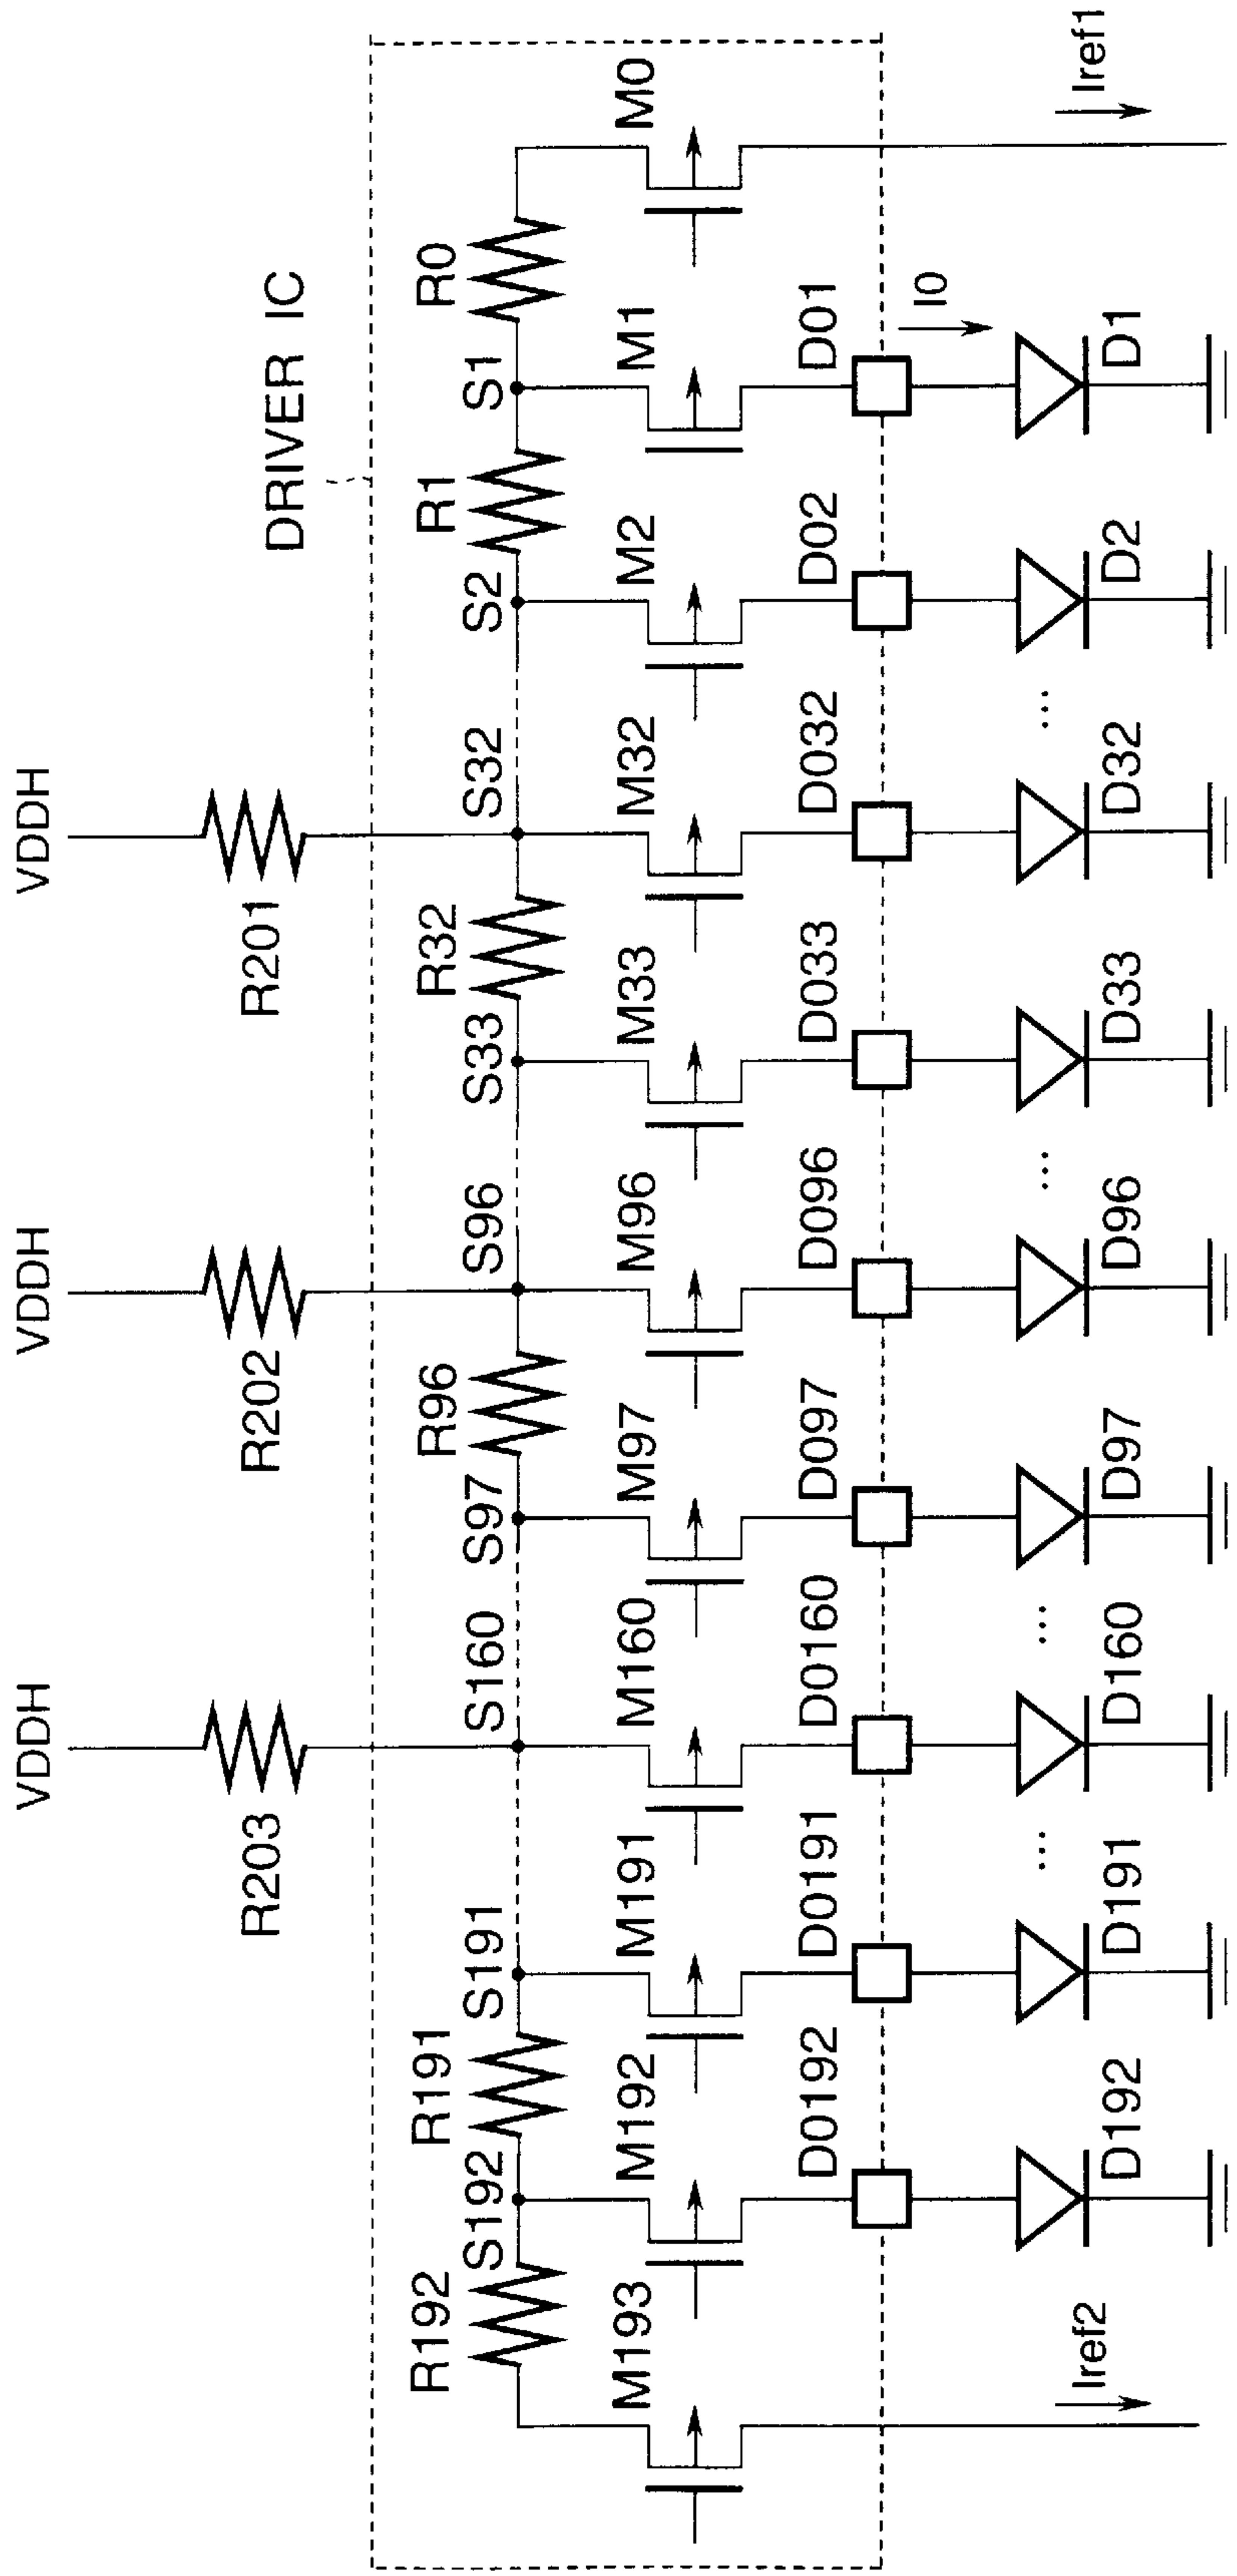 DRIVER IC
VDDH
VDDH
VDDH
R203
R202
R201
R192
S192
R191
S191
S160
S97
R96
S96
S33
R32
S32
S2
R1
S1
R0
M193
M192
M191
M160
M97
M96
M33
M32
M2
M1
M0
D0192
D0191
D0160
D097
D096
D033
D032
D02
D01
Iref2
I0
Iref1
D192
D191
...
D160
...
D97
D96
...
D33
D32
...
D2
D1